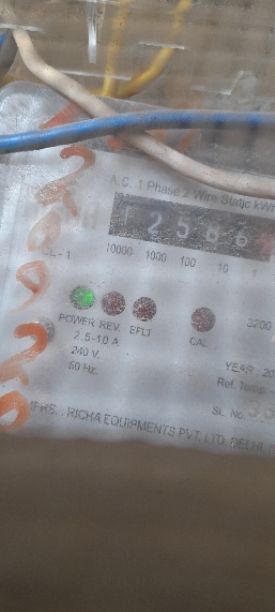 A.C. 1 Phase 2 Wire Static kWH
12586
CL-1 10000 1000 100 10 1
POWER REV. EFLT CAL 3200
2.5-10 A
240 V.
50 Hz.
YEAR : 20
Ref. Temp.
SL. No.
MFRS.: RICHA EQUIPMENTS PVT. LTD. DELHI